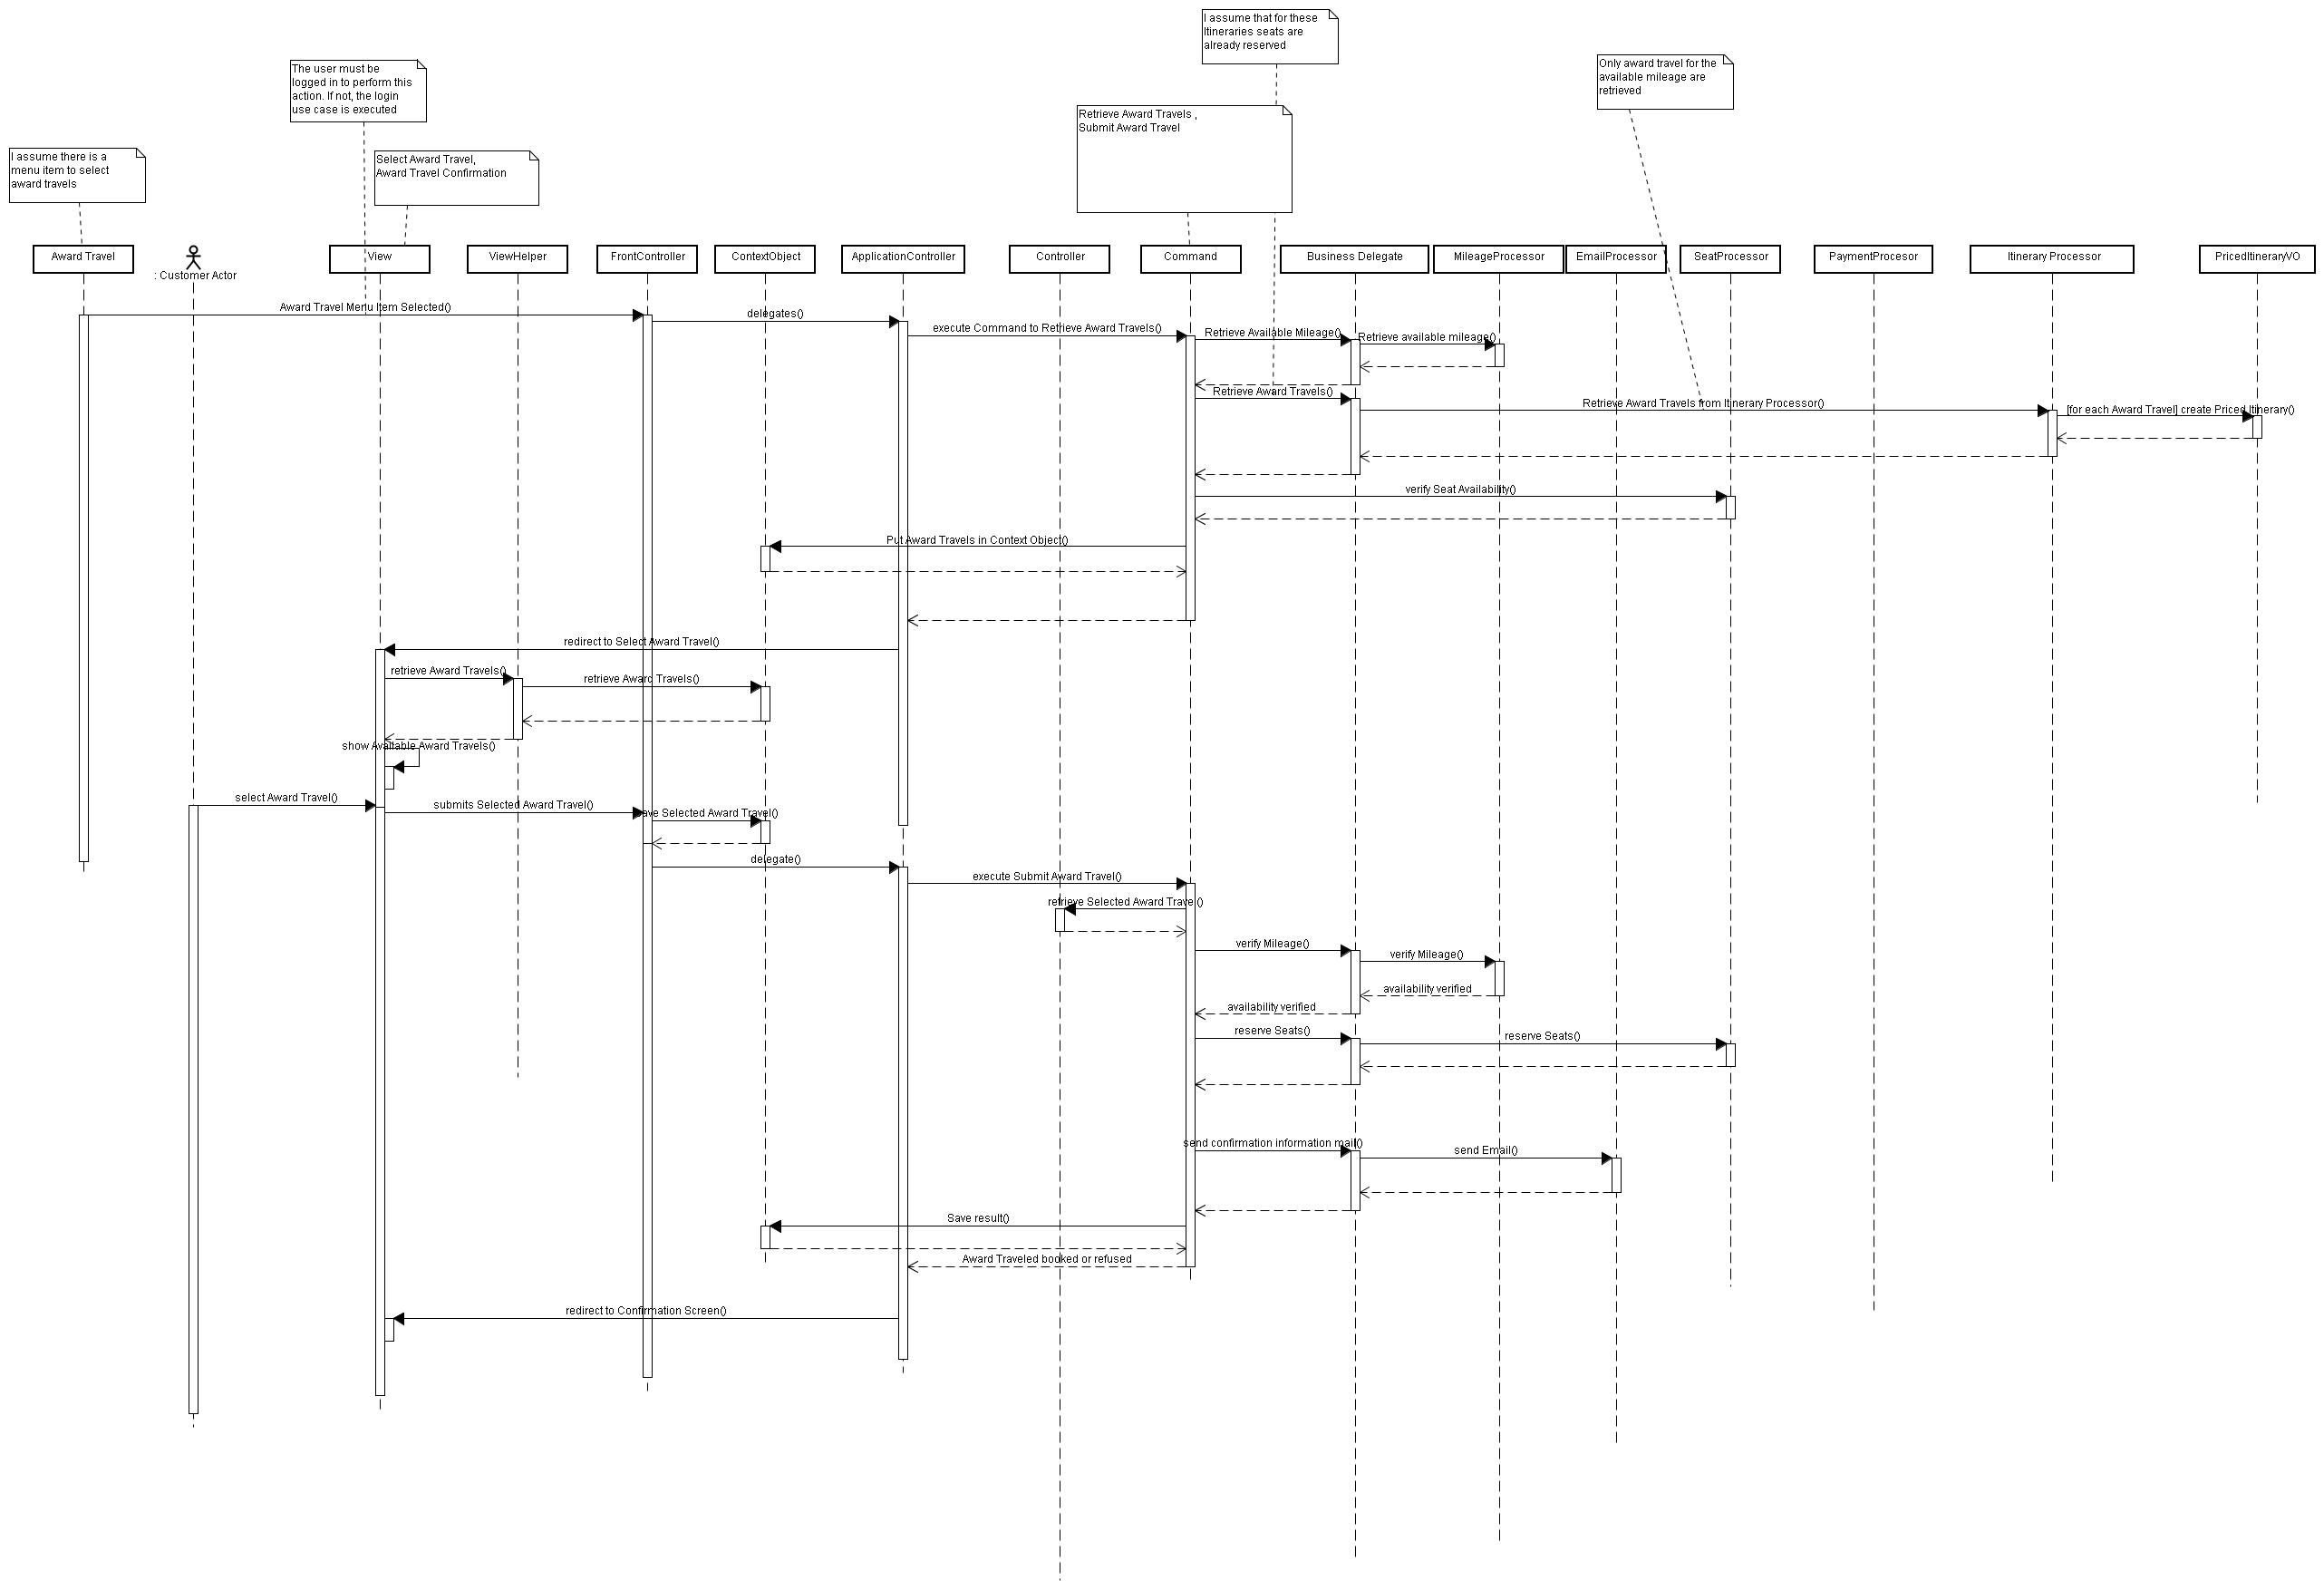 I assume that for these
Itineraries seats are
already reserved
Only award travel for the
available mileage are
retrieved
The user must be
logged in to perform this
action. If not, the login
use case is executed
Retrieve Award Travels ,
Submit Award Travel
I assume there is a
menu item to select
award travels
Select Award Travel,
Award Travel Confirmation
Award Travel
: Customer Actor
View
ViewHelper
FrontController
ContextObject
ApplicationController
Controller
Command
Business Delegate
MileageProcessor
EmailProcessor
SeatProcessor
PaymentProcesor
Itinerary Processor
PricedItineraryVO
Award Travel Menu Item Selected()
delegates()
execute Command to Retrieve Award Travels()
Retrieve Available Mileage()
Retrieve available mileage()
Retrieve Award Travels()
Retrieve Award Travels from Itinerary Processor()
[for each Award Travel] create Priced Itinerary()
verify Seat Availability()
Put Award Travels in Context Object()
redirect to Select Award Travel()
retrieve Award Travels()
retrieve Award Travels()
show Available Award Travels()
select Award Travel()
submits Selected Award Travel()
save Selected Award Travel()
delegate()
execute Submit Award Travel()
retrieve Selected Award Travel()
verify Mileage()
verify Mileage()
availability verified
availability verified
reserve Seats()
reserve Seats()
send confirmation information mail()
send Email()
Save result()
Award Traveled booked or refused
redirect to Confirmation Screen()